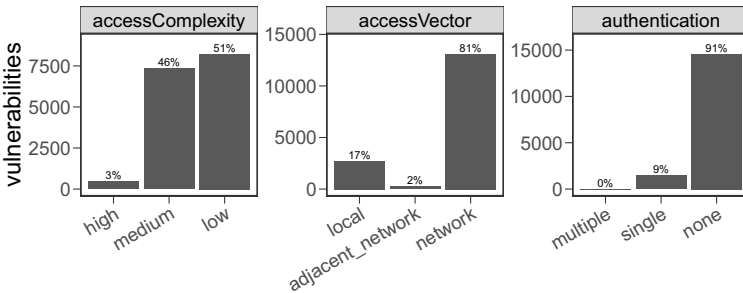 accessComplexity
vulnerabilities
7500
5000
2500
0
3%
46%
51%
high
medium
low
accessVector
15000
10000
5000
0
17%
2%
81%
local
adjacent_network
network
authentication
15000
10000
5000
0
0%
9%
91%
multiple
single
none